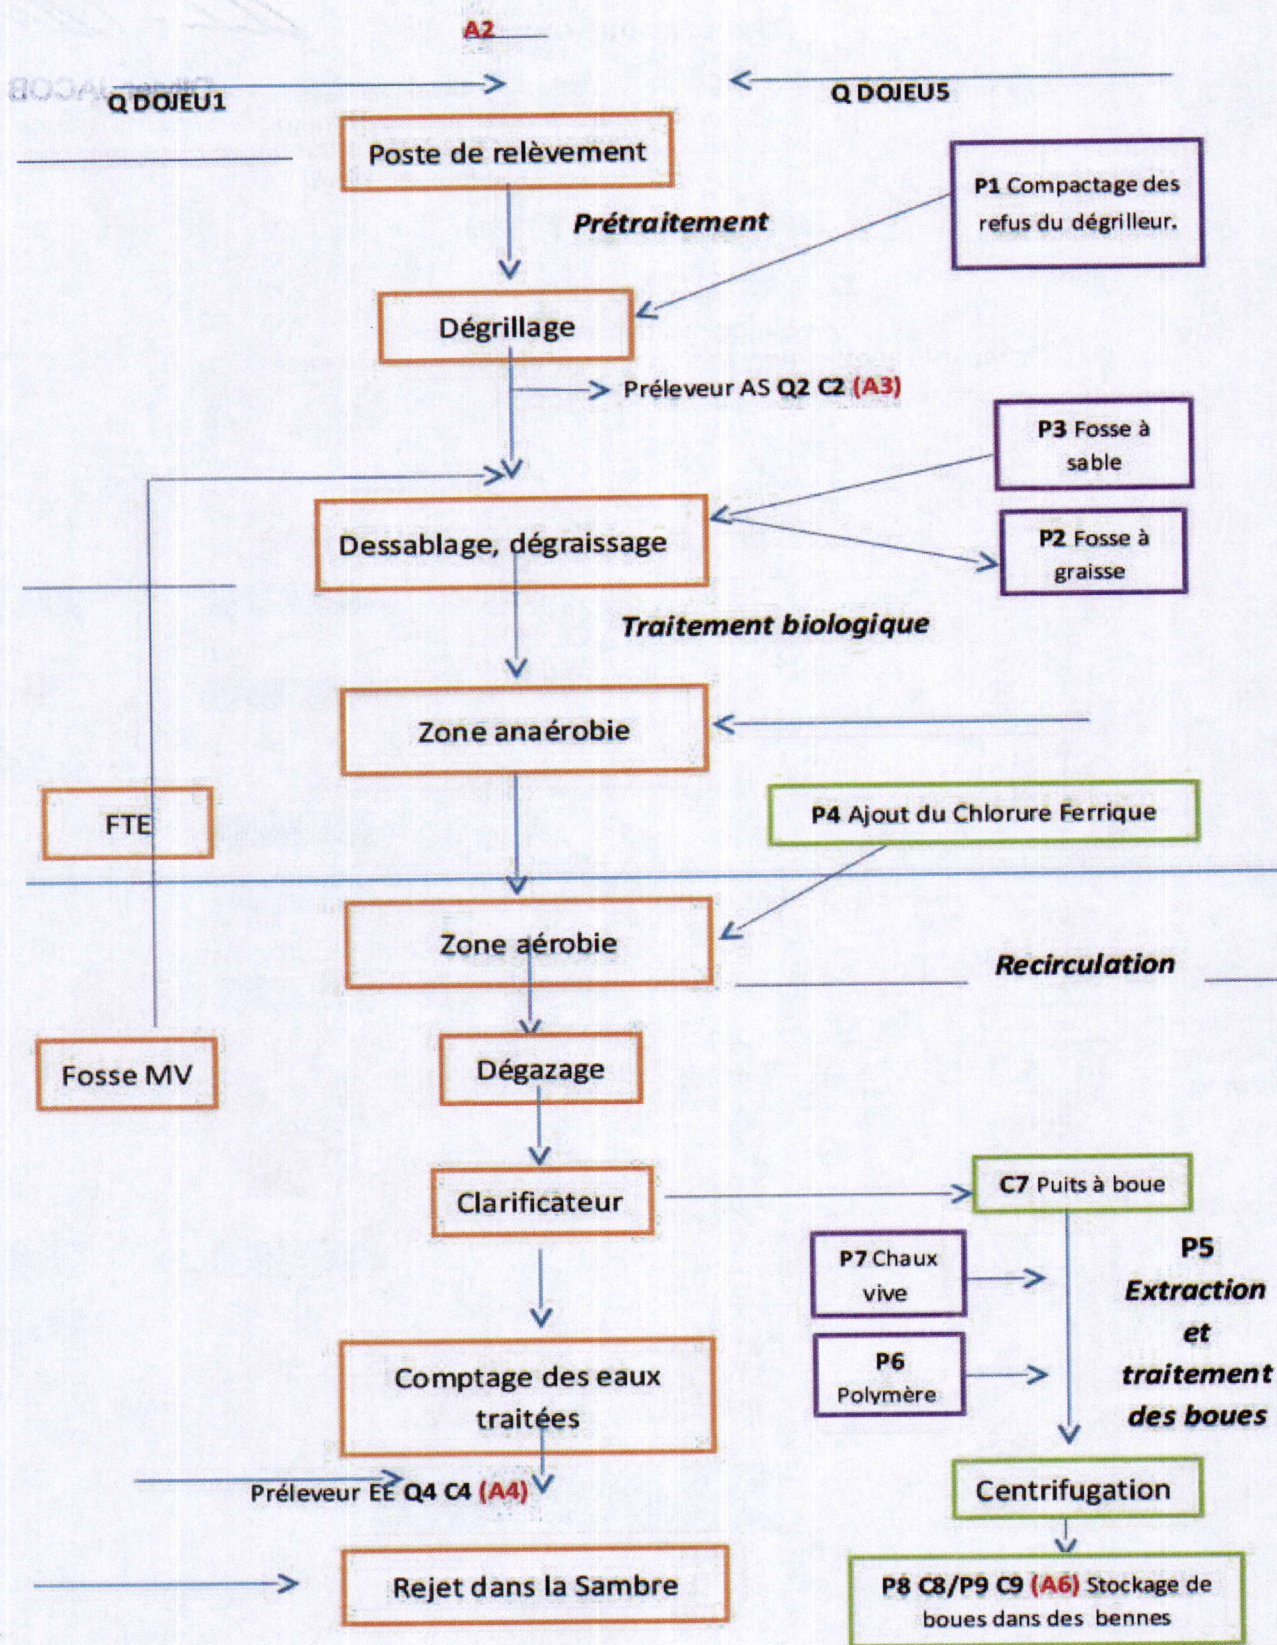 A2
Q DOJEU1
Q DOJEU5
Poste de relèvement
P1 Compactage des
refus du dégrilleur.
Prétraitement
Dégrillage
Préleveur AS Q2 C2 (A3)
P3 Fosse à
sable
Dessablage, dégraissage
P2 Fosse à
graisse
Traitement biologique
Zone anaérobie
FTE
P4 Ajout du Chlorure Ferrique
Zone aérobie
Recirculation
Fosse MV
Dégazage
Clarificateur
C7 Puits à boue
P7 Chaux
vive
P5
Extraction
et
traitement
des boues
P6
Polymère
Comptage des eaux
traitées
Préleveur EE Q4 C4 (A4)
Centrifugation
Rejet dans la Sambre
P8 C8/P9 C9 (A6) Stockage de
boues dans des bennes